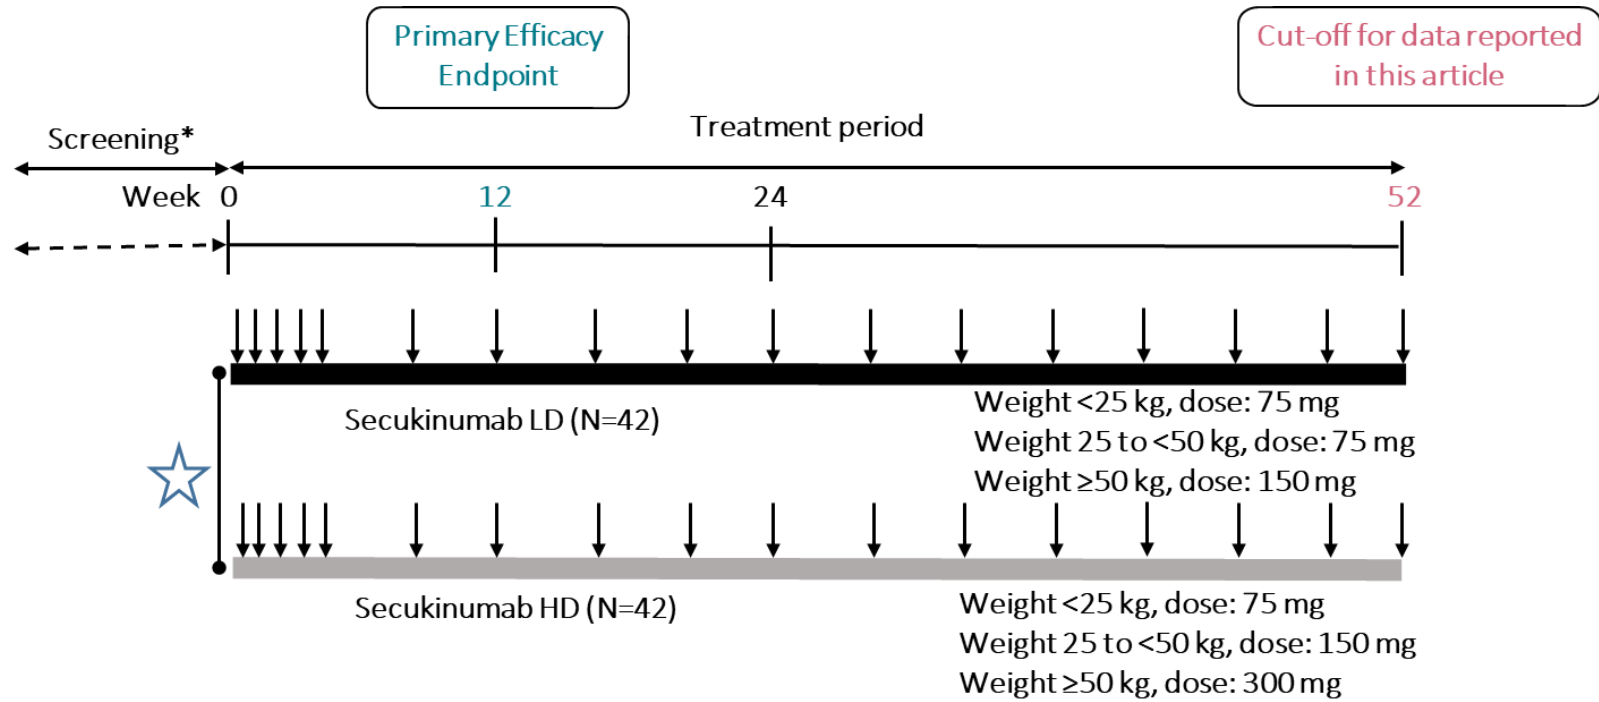 Primary Efficacy
Endpoint
Cut-off for data reported
in this article
Screening*
Treatment period
Week 0 12 24 52
Secukinumab LD (N=42)
Weight <25 kg, dose: 75 mg
Weight 25 to <50 kg, dose: 75 mg
Weight ≥50 kg, dose: 150 mg
Secukinumab HD (N=42)
Weight <25 kg, dose: 75 mg
Weight 25 to <50 kg, dose: 150 mg
Weight ≥50 kg, dose: 300 mg